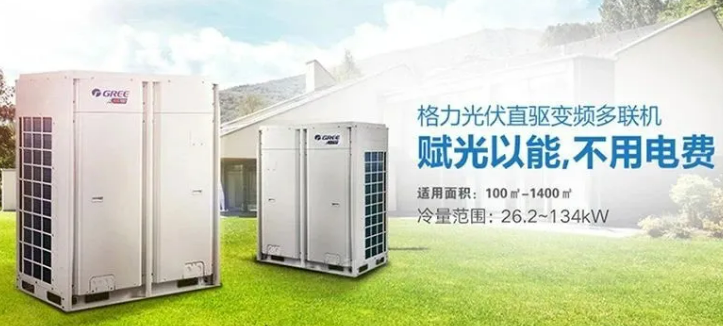 GREE
GREE
格力光伏直驱变频多联机
赋光以能,不用电费
适用面积：100㎡-1400㎡
冷量范围：26.2~134kW